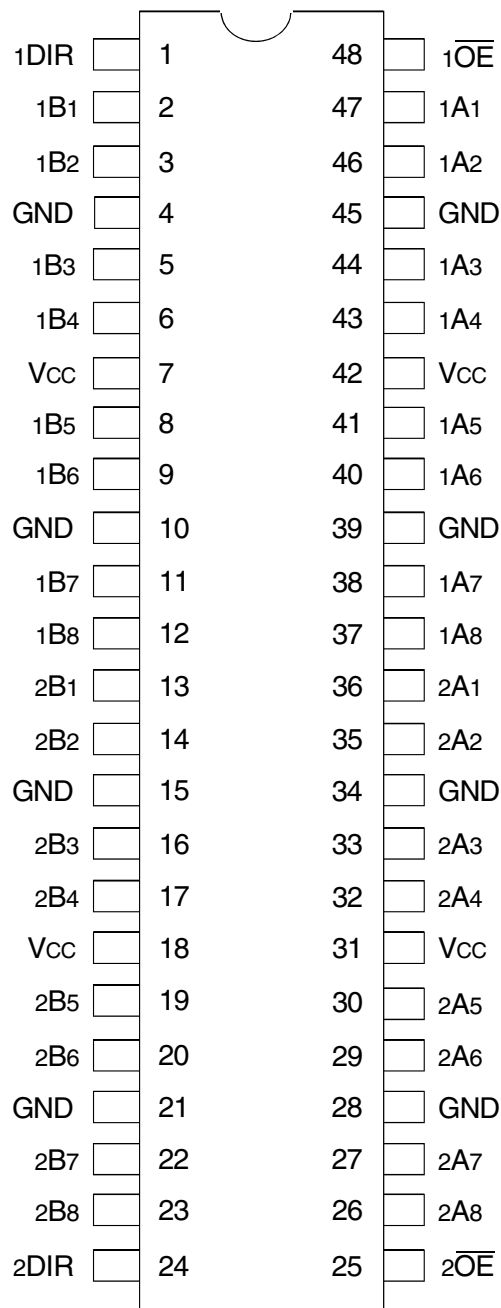 1DIR 1 48 1O̅E̅
1B1 2 47 1A1
1B2 3 46 1A2
GND 4 45 GND
1B3 5 44 1A3
1B4 6 43 1A4
VCC 7 42 VCC
1B5 8 41 1A5
1B6 9 40 1A6
GND 10 39 GND
1B7 11 38 1A7
1B8 12 37 1A8
2B1 13 36 2A1
2B2 14 35 2A2
GND 15 34 GND
2B3 16 33 2A3
2B4 17 32 2A4
VCC 18 31 VCC
2B5 19 30 2A5
2B6 20 29 2A6
GND 21 28 GND
2B7 22 27 2A7
2B8 23 26 2A8
2DIR 24 25 2O̅E̅